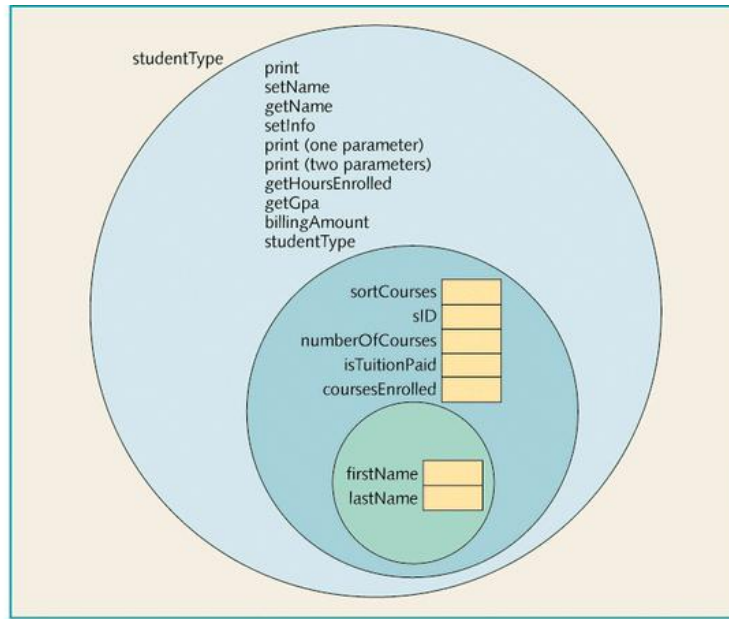 studentType
print
setName
getName
setInfo
print (one parameter)
print (two parameters)
getHoursEnrolled
getGpa
billingAmount
studentType
sortCourses
sID
numberOfCourses
isTuitionPaid
coursesEnrolled
firstName
lastName